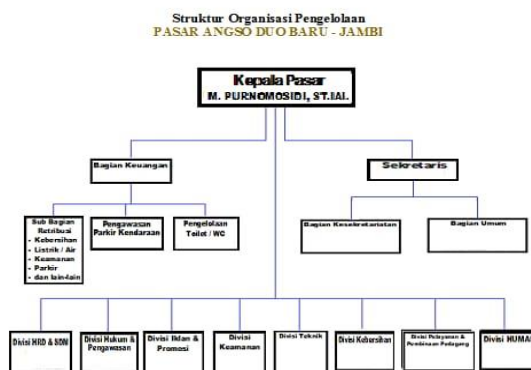 Struktur Organisasi Pengelolaan
PASAR ANGSO DUO BARU - JAMBI
Kepala Pasar
M. PURNOMOSIDI, ST.IAI.
Bagian Keuangan
Sekretaris
Sub Bagian
Retribusi
- Kebersihan
- Listrik / Air
- Keamanan
- Parkir
- dan lain-lain
Pengawasan
Parkir Kendaraan
Pengelolaan
Toilet / WC
Bagian Kesekretariatan
Bagian Umum
Divisi HRD & SDM
Divisi Hukum &
Pengawasan
Divisi Iklan &
Promosi
Divisi
Keamanan
Divisi Teknik
Divisi Kebersihan
Divisi Pelayanan &
Pembinaan Pedagang
Divisi HUMAS